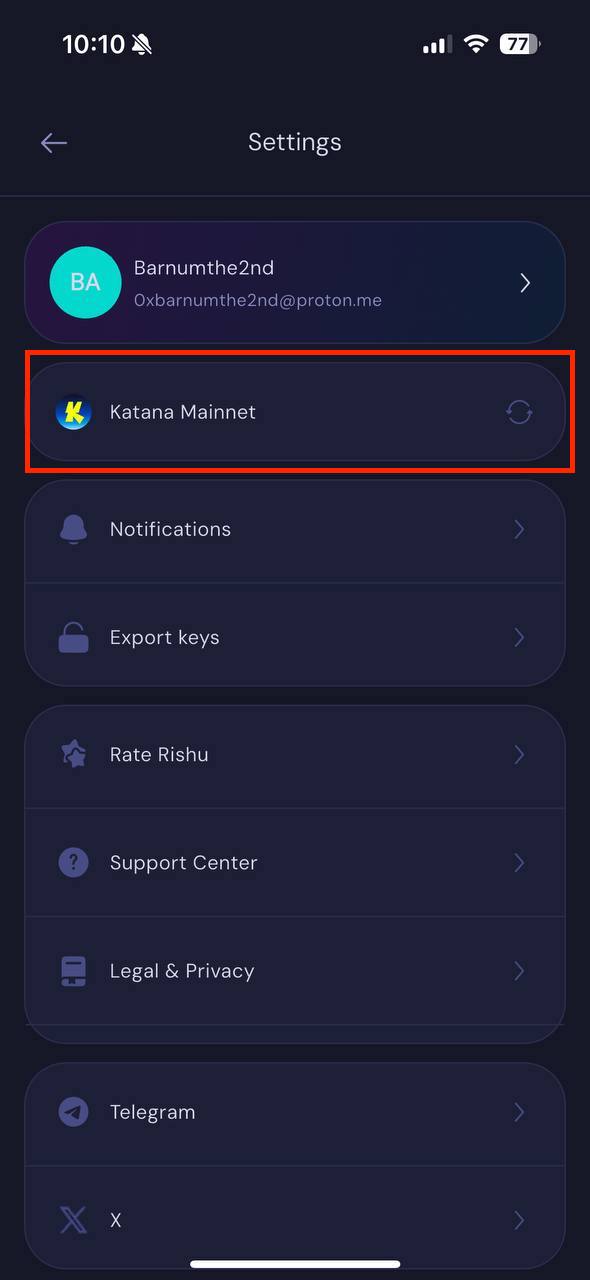 10:10
77
Settings
BA
Barnumthe2nd
0xbarnumthe2nd@proton.me
K
Katana Mainnet
Notifications
Export keys
Rate Rishu
?
Support Center
Legal & Privacy
Telegram
X